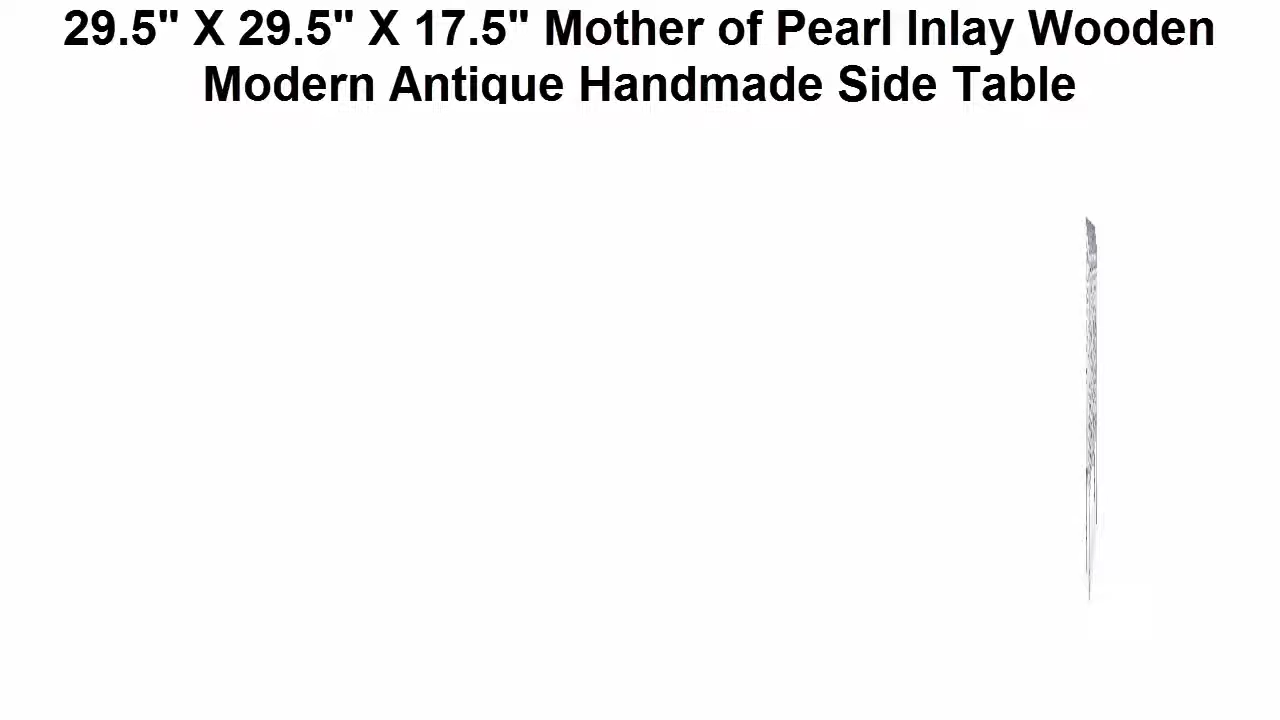 29.5" X 29.5" X 17.5" Mother of Pearl Inlay Wooden
Modern Antique Handmade Side Table